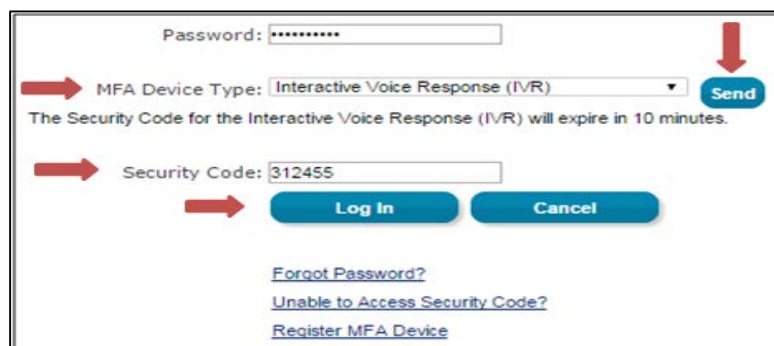 Password: ••••••••••
MFA Device Type: Interactive Voice Response (IVR) Send
The Security Code for the Interactive Voice Response (IVR) will expire in 10 minutes.
Security Code: 312455
Log In Cancel
Forgot Password?
Unable to Access Security Code?
Register MFA Device